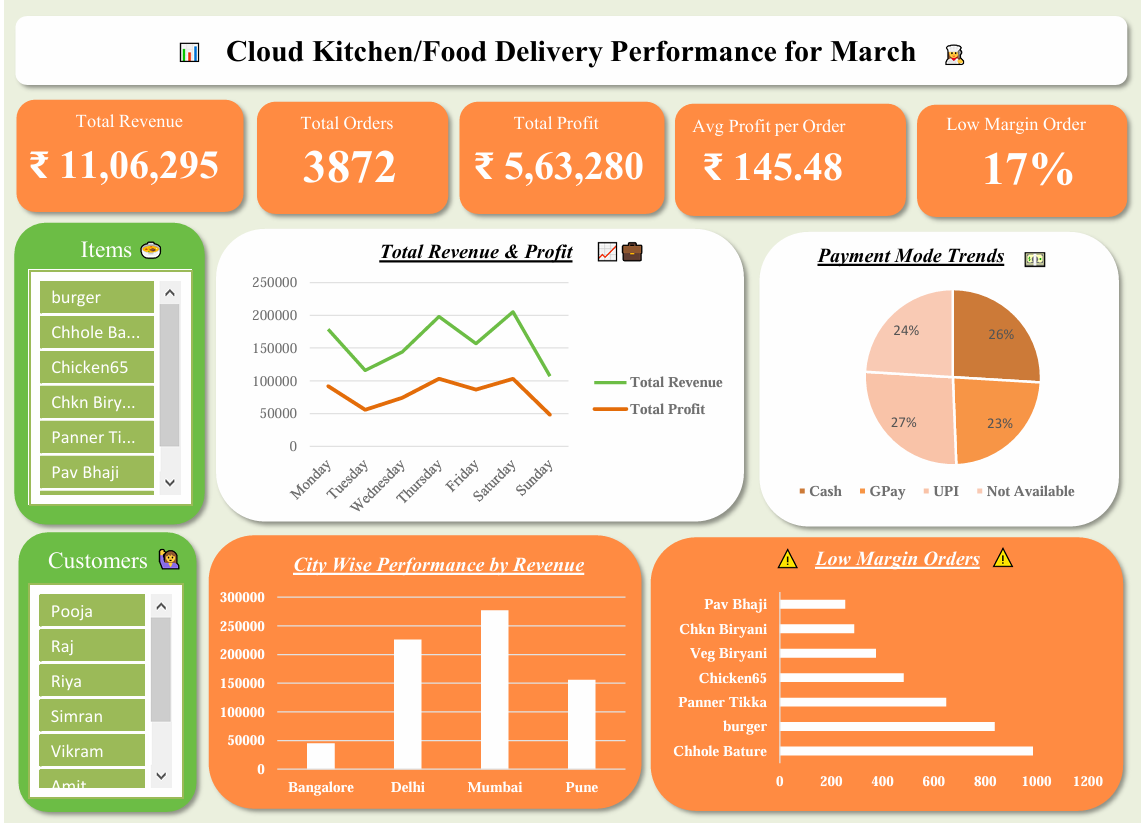 Cloud Kitchen/Food Delivery Performance for March
Total Revenue
₹ 11,06,295
Total Orders
3872
Total Profit
₹ 5,63,280
Avg Profit per Order
₹ 145.48
Low Margin Order
17%
Items
burger
Chhole Ba...
Chicken65
Chkn Biry...
Panner Ti...
Pav Bhaji
Total Revenue & Profit
250000
200000
150000
100000
50000
0
Monday
Tuesday
Wednesday
Thursday
Friday
Saturday
Sunday
Total Revenue
Total Profit
Payment Mode Trends
24%
26%
27%
23%
Cash
GPay
UPI
Not Available
Customers
Pooja
Raj
Riya
Simran
Vikram
Amit
City Wise Performance by Revenue
300000
250000
200000
150000
100000
50000
0
Bangalore
Delhi
Mumbai
Pune
Low Margin Orders
Pav Bhaji
Chkn Biryani
Veg Biryani
Chicken65
Panner Tikka
burger
Chhole Bature
0 200 400 600 800 1000 1200